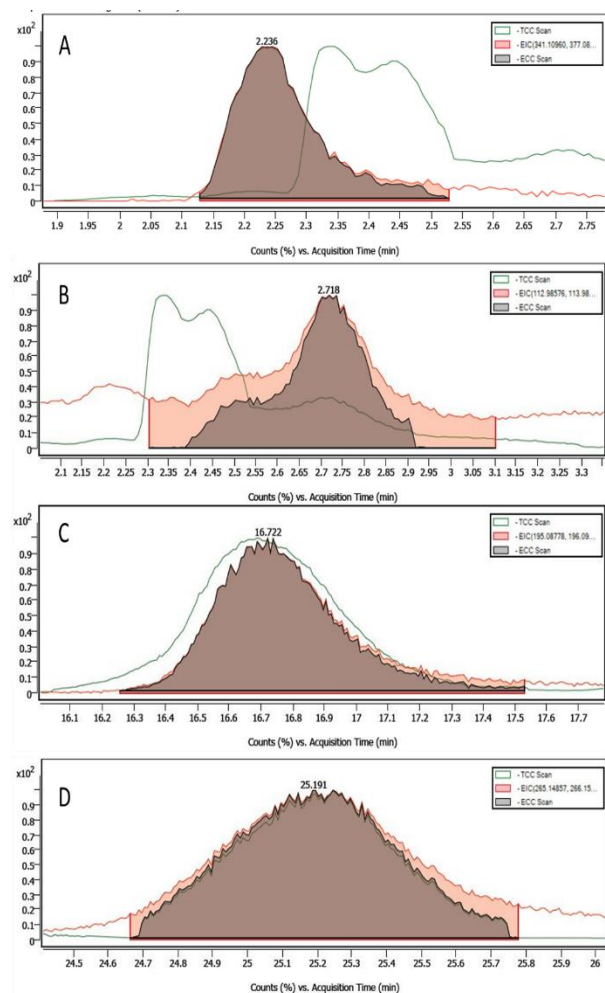 A
2.236
- TCC Scan
- EIC(341.10960, 377.08...
- ECC Scan
x10²
0.9
0.8
0.7
0.6
0.5
0.4
0.3
0.2
0.1
0
1.9 1.95 2 2.05 2.1 2.15 2.2 2.25 2.3 2.35 2.4 2.45 2.5 2.55 2.6 2.65 2.7 2.75
Counts (%) vs. Acquisition Time (min)
B
2.718
- TCC Scan
- EIC(112.98576, 113.98...
- ECC Scan
x10²
0.9
0.8
0.7
0.6
0.5
0.4
0.3
0.2
0.1
0
2.1 2.15 2.2 2.25 2.3 2.35 2.4 2.45 2.5 2.55 2.6 2.65 2.7 2.75 2.8 2.85 2.9 2.95 3 3.05 3.1 3.15 3.2 3.25 3.3
Counts (%) vs. Acquisition Time (min)
C
16.722
- TCC Scan
- EIC(195.08778, 196.09...
- ECC Scan
x10²
0.9
0.8
0.7
0.6
0.5
0.4
0.3
0.2
0.1
0
16.1 16.2 16.3 16.4 16.5 16.6 16.7 16.8 16.9 17 17.1 17.2 17.3 17.4 17.5 17.6 17.7
Counts (%) vs. Acquisition Time (min)
D
25.191
- TCC Scan
- EIC(265.14857, 266.15...
- ECC Scan
x10²
0.9
0.8
0.7
0.6
0.5
0.4
0.3
0.2
0.1
0
24.5 24.6 24.7 24.8 24.9 25 25.1 25.2 25.3 25.4 25.5 25.6 25.7 25.8 25.9 26
Counts (%) vs. Acquisition Time (min)